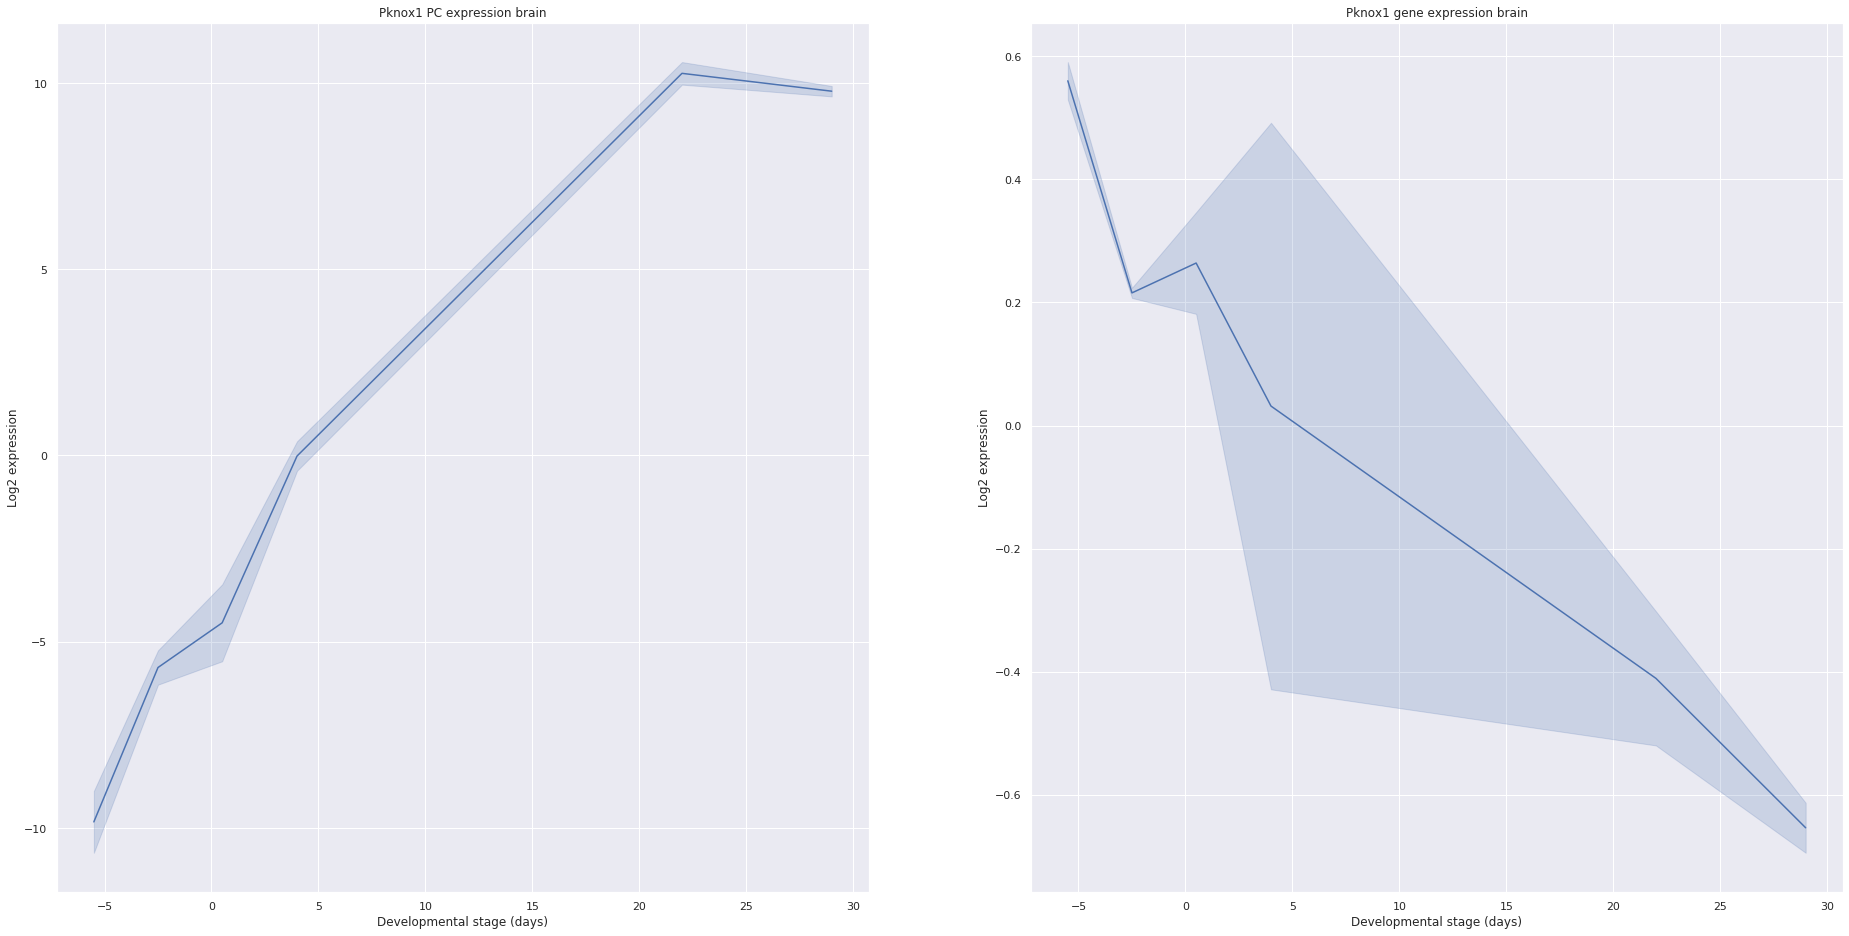 Pknox1 PC expression brain
Log2 expression
10
5
0
−5
−10
−5 0 5 10 15 20 25 30
Developmental stage (days)
Pknox1 gene expression brain
Log2 expression
0.6
0.4
0.2
0.0
−0.2
−0.4
−0.6
−5 0 5 10 15 20 25 30
Developmental stage (days)